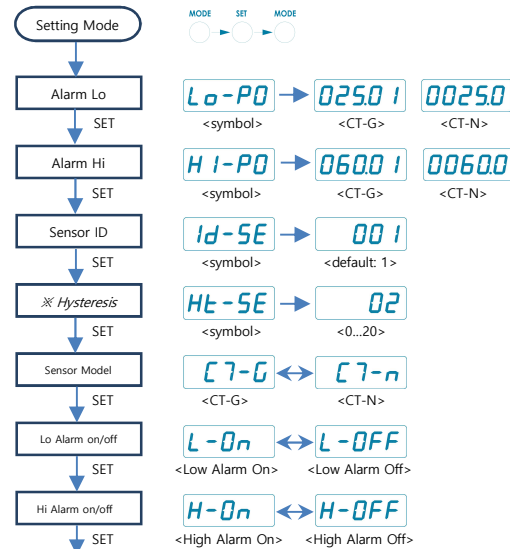 MODE SET MODE
Setting Mode
Alarm Lo
Lo-P0 025.01 0025.0
<symbol> <CT-G> <CT-N>
SET
Alarm Hi
HI-P0 060.01 0060.0
<symbol> <CT-G> <CT-N>
SET
Sensor ID
Id-SE 001
<symbol> <default: 1>
SET
※ Hysteresis
Ht-SE 02
<symbol> <0...20>
SET
Sensor Model
C7-G C7-n
<CT-G> <CT-N>
SET
Lo Alarm on/off
L-On L-OFF
<Low Alarm On> <Low Alarm Off>
SET
Hi Alarm on/off
H-On H-OFF
<High Alarm On> <High Alarm Off>
SET